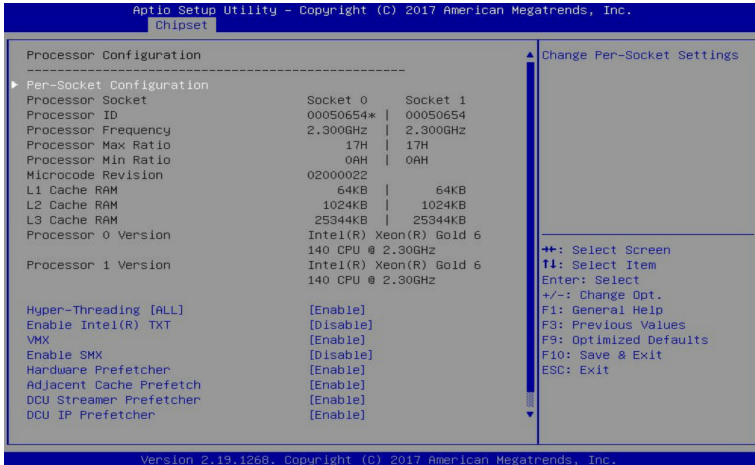 Aptio Setup Utility – Copyright (C) 2017 American Megatrends, Inc.
Chipset
Processor Configuration
--------------------------------------------------
Per-Socket Configuration
Processor Socket Socket 0 Socket 1
Processor ID 00050654* | 00050654
Processor Frequency 2.300GHz | 2.300GHz
Processor Max Ratio 17H | 17H
Processor Min Ratio 0AH | 0AH
Microcode Revision 02000022
L1 Cache RAM 64KB | 64KB
L2 Cache RAM 1024KB | 1024KB
L3 Cache RAM 25344KB | 25344KB
Processor 0 Version Intel(R) Xeon(R) Gold 6
140 CPU @ 2.30GHz
Processor 1 Version Intel(R) Xeon(R) Gold 6
140 CPU @ 2.30GHz
Hyper-Threading [ALL] [Enable]
Enable Intel(R) TXT [Disable]
VMX [Enable]
Enable SMX [Disable]
Hardware Prefetcher [Enable]
Adjacent Cache Prefetch [Enable]
DCU Streamer Prefetcher [Enable]
DCU IP Prefetcher [Enable]
Change Per-Socket Settings
→←: Select Screen
↑↓: Select Item
Enter: Select
+/-: Change Opt.
F1: General Help
F3: Previous Values
F9: Optimized Defaults
F10: Save & Exit
ESC: Exit
Version 2.19.1268. Copyright (C) 2017 American Megatrends, Inc.